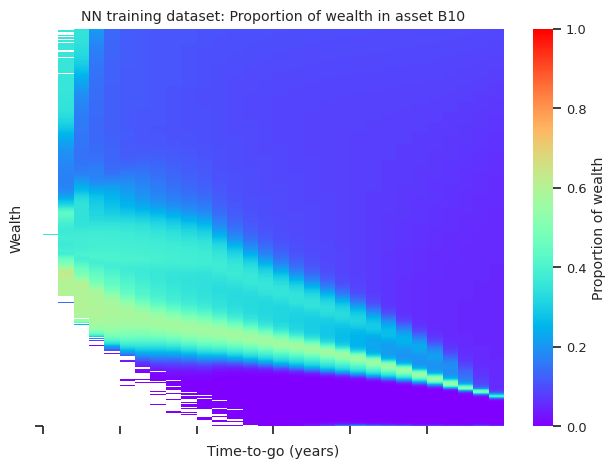 NN training dataset: Proportion of wealth in asset B10
Wealth
Time-to-go (years)
1.0
0.8
0.6
0.4
0.2
0.0
Proportion of wealth